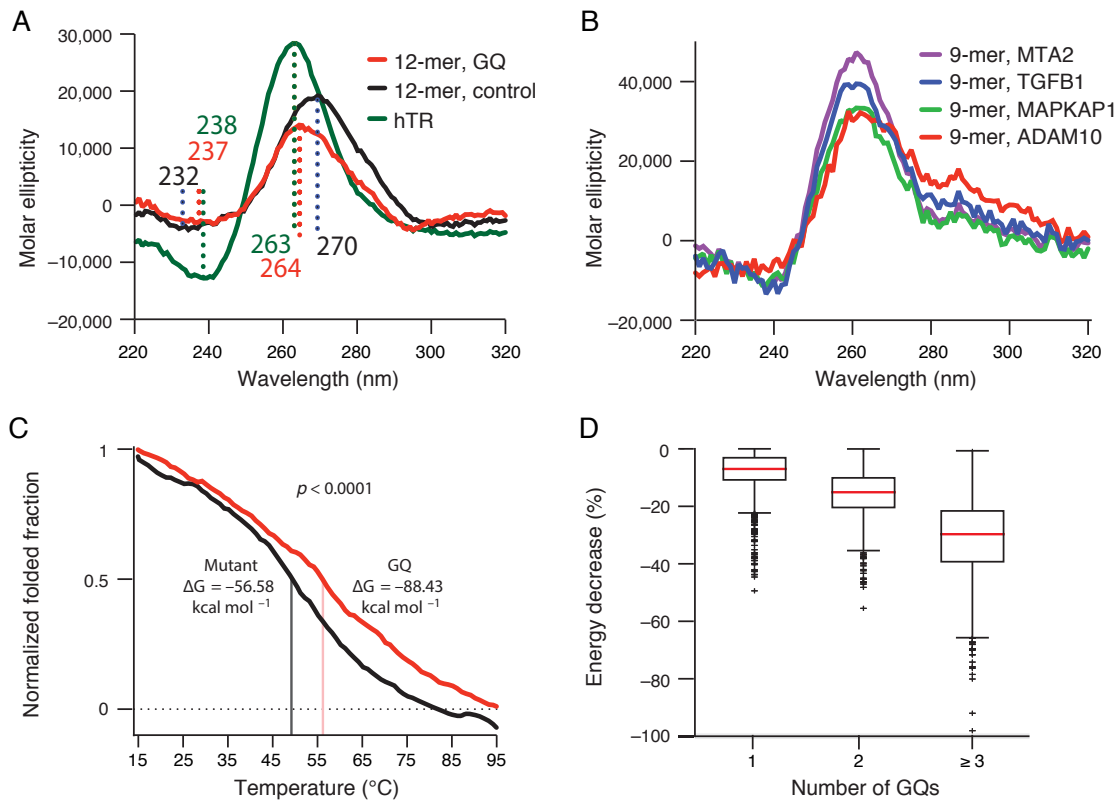 A
30,000
20,000
10,000
0
−10,000
−20,000
Molar ellipticity
12-mer, GQ
12-mer, control
hTR
238
237
232
263
264
270
220
240
260
280
300
320
Wavelength (nm)
B
40,000
20,000
0
−20,000
Molar ellipticity
9-mer, MTA2
9-mer, TGFB1
9-mer, MAPKAP1
9-mer, ADAM10
220
240
260
280
300
320
Wavelength (nm)
C
1
0.5
0
Normalized folded fraction
p < 0.0001
Mutant
ΔG = −56.58
kcal mol ⁻¹
GQ
ΔG = −88.43
kcal mol ⁻¹
15
25
35
45
55
65
75
85
95
Temperature (°C)
D
0
−20
−40
−60
−80
−100
Energy decrease (%)
1
2
≥ 3
Number of GQs